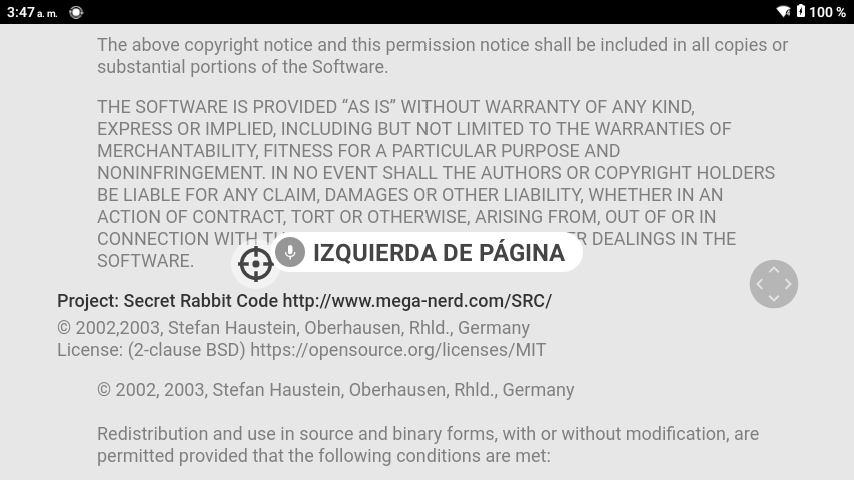 3:47 a. m.
100 %
The above copyright notice and this permission notice shall be included in all copies or
substantial portions of the Software.
THE SOFTWARE IS PROVIDED “AS IS” WITHOUT WARRANTY OF ANY KIND,
EXPRESS OR IMPLIED, INCLUDING BUT NOT LIMITED TO THE WARRANTIES OF
MERCHANTABILITY, FITNESS FOR A PARTICULAR PURPOSE AND
NONINFRINGEMENT. IN NO EVENT SHALL THE AUTHORS OR COPYRIGHT HOLDERS
BE LIABLE FOR ANY CLAIM, DAMAGES OR OTHER LIABILITY, WHETHER IN AN
ACTION OF CONTRACT, TORT OR OTHERWISE, ARISING FROM, OUT OF OR IN
CONNECTION WITH DEALINGS IN THE
IZQUIERDA DE PÁGINA
SOFTWARE.
Project: Secret Rabbit Code http://www.mega-nerd.com/SRC/
© 2002,2003, Stefan Haustein, Oberhausen, Rhld., Germany
License: (2-clause BSD) https://opensource.org/licenses/MIT
© 2002, 2003, Stefan Haustein, Oberhausen, Rhld., Germany
Redistribution and use in source and binary forms, with or without modification, are
permitted provided that the following conditions are met: